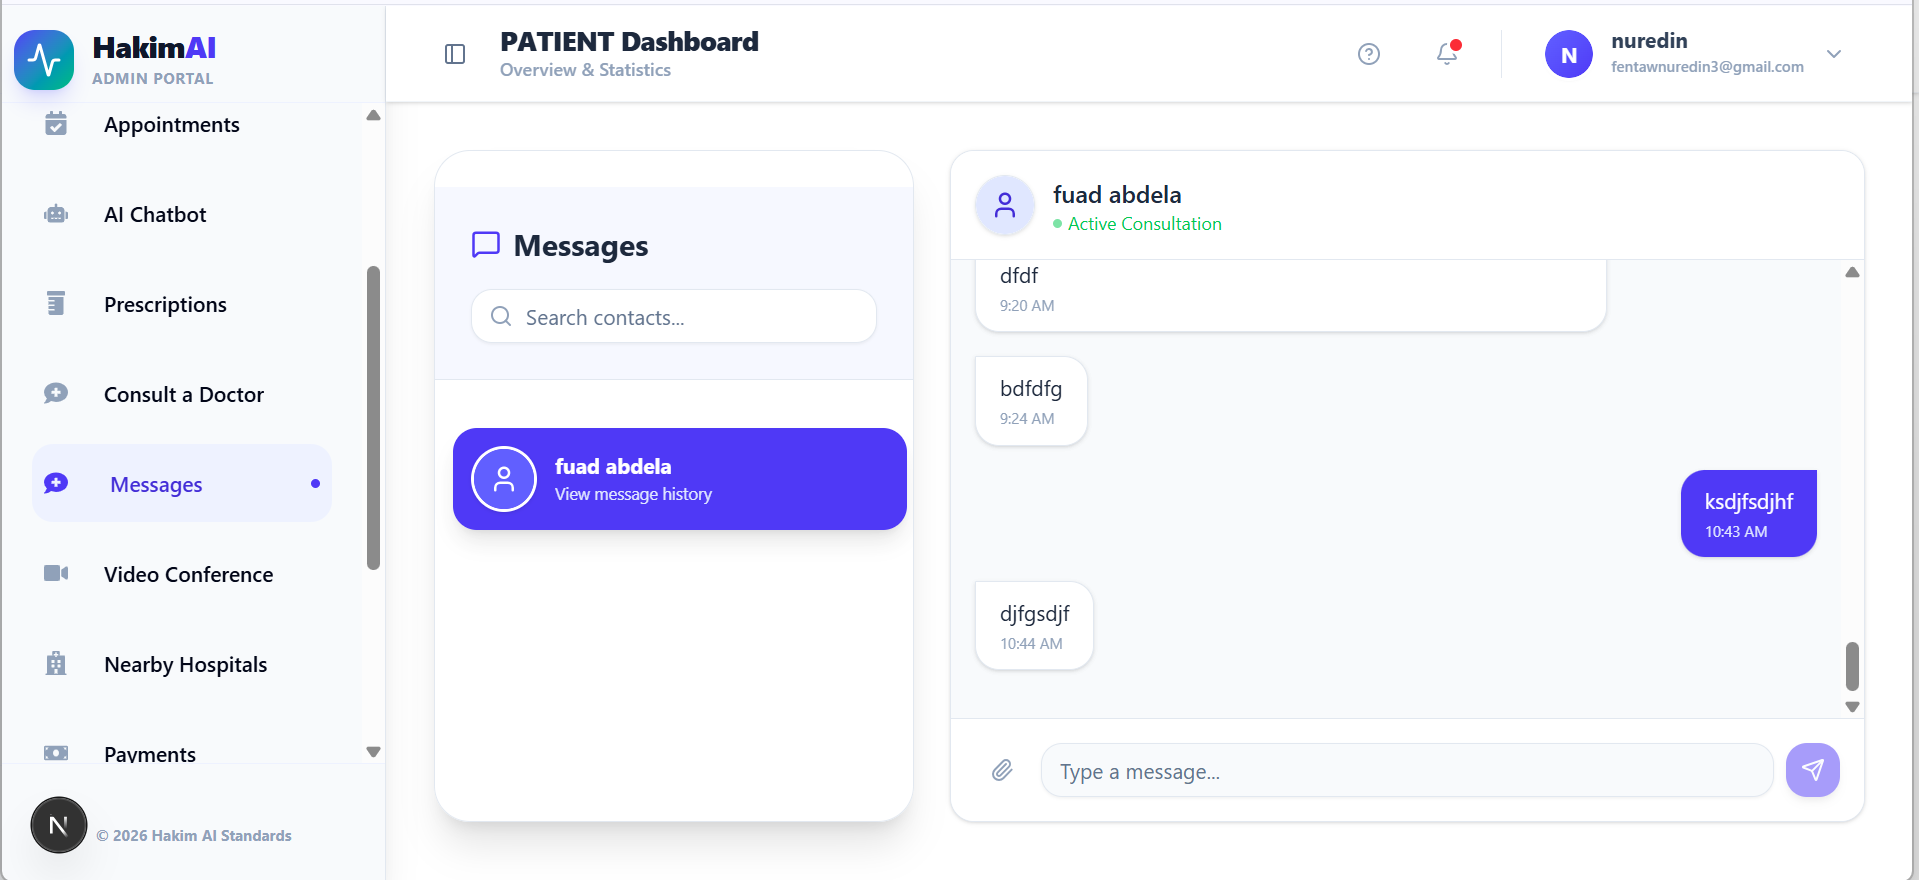 HakimAI
ADMIN PORTAL
Appointments
AI Chatbot
Prescriptions
Consult a Doctor
Messages
Video Conference
Nearby Hospitals
Payments
N
© 2026 Hakim AI Standards
PATIENT Dashboard
Overview & Statistics
N
nuredin
fentawnuredin3@gmail.com
Messages
Search contacts...
fuad abdela
View message history
fuad abdela
Active Consultation
dfdf
9:20 AM
bdfdfg
9:24 AM
ksdjfsdjhf
10:43 AM
djfgsdjf
10:44 AM
Type a message...